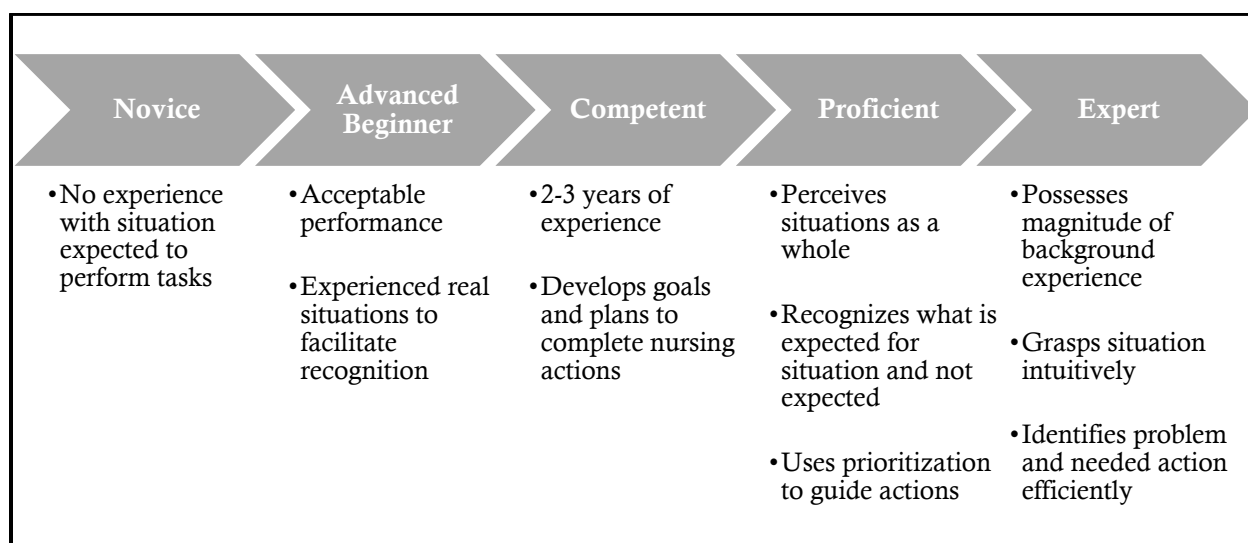 Novice
Advanced
Beginner
Competent
Proficient
Expert
•No experience
with situation
expected to
perform tasks
•Acceptable
performance
•Experienced real
situations to
facilitate
recognition
•2-3 years of
experience
•Develops goals
and plans to
complete nursing
actions
•Perceives
situations as a
whole
•Recognizes what is
expected for
situation and not
expected
•Uses prioritization
to guide actions
•Possesses
magnitude of
background
experience
•Grasps situation
intuitively
•Identifies problem
and needed action
efficiently